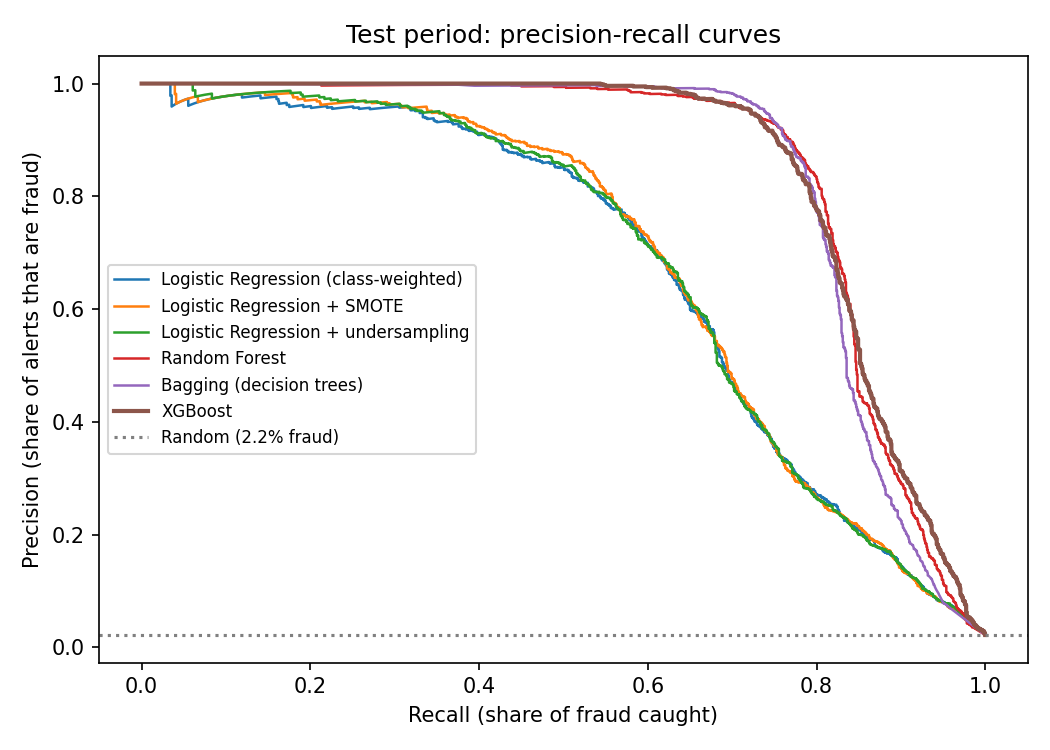 Test period: precision-recall curves
Precision (share of alerts that are fraud)
1.0
0.8
0.6
0.4
0.2
0.0
Logistic Regression (class-weighted)
Logistic Regression + SMOTE
Logistic Regression + undersampling
Random Forest
Bagging (decision trees)
XGBoost
Random (2.2% fraud)
0.0 0.2 0.4 0.6 0.8 1.0
Recall (share of fraud caught)